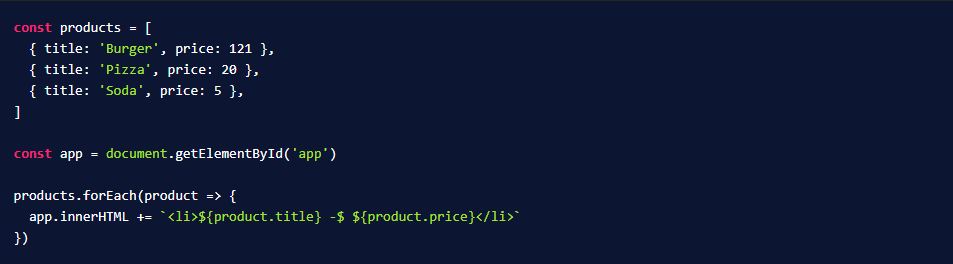 const products = [
  { title: 'Burger', price: 121 },
  { title: 'Pizza', price: 20 },
  { title: 'Soda', price: 5 },
]
const app = document.getElementById('app')
products.forEach(product => {
  app.innerHTML += `<li>${product.title} -$ ${product.price}</li>`
})